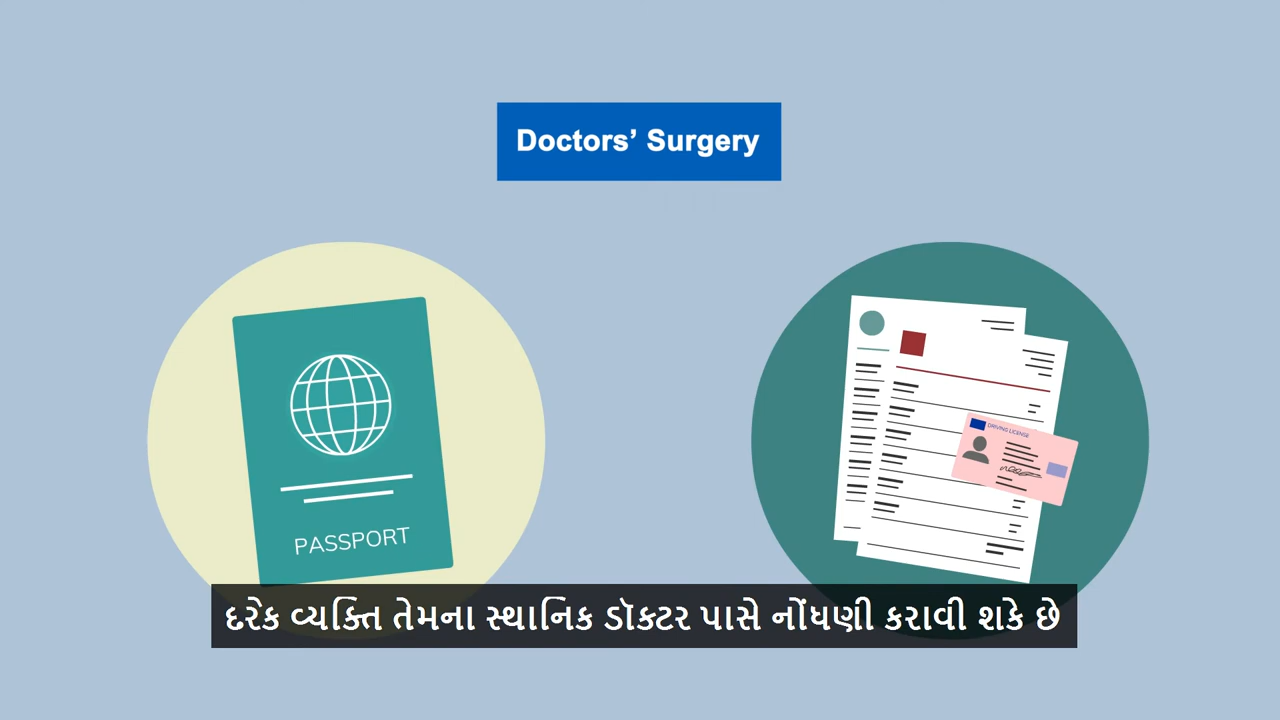 Doctors’ Surgery
PASSPORT
DRIVING LICENSE
દરેક વ્યક્તિ તેમના સ્થાનિક ડૉક્ટર પાસે નોંધણી કરાવી શકે છે